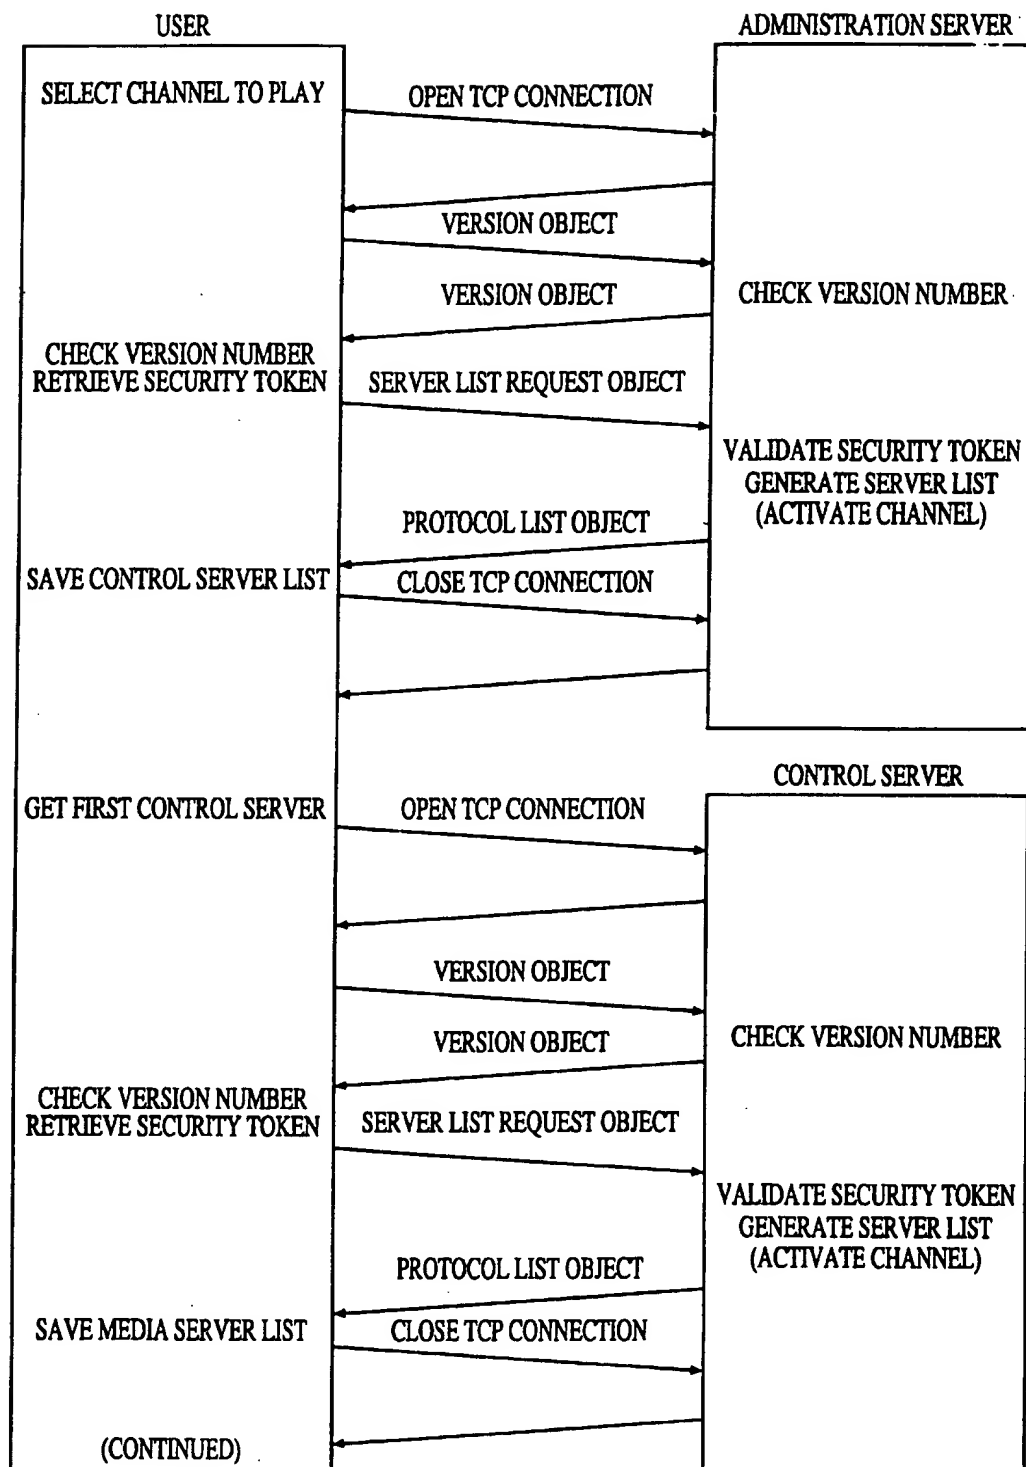 USER
ADMINISTRATION SERVER
SELECT CHANNEL TO PLAY
OPEN TCP CONNECTION
VERSION OBJECT
VERSION OBJECT
CHECK VERSION NUMBER
CHECK VERSION NUMBER
RETRIEVE SECURITY TOKEN
SERVER LIST REQUEST OBJECT
VALIDATE SECURITY TOKEN
GENERATE SERVER LIST
(ACTIVATE CHANNEL)
PROTOCOL LIST OBJECT
SAVE CONTROL SERVER LIST
CLOSE TCP CONNECTION
CONTROL SERVER
GET FIRST CONTROL SERVER
OPEN TCP CONNECTION
VERSION OBJECT
VERSION OBJECT
CHECK VERSION NUMBER
CHECK VERSION NUMBER
RETRIEVE SECURITY TOKEN
SERVER LIST REQUEST OBJECT
VALIDATE SECURITY TOKEN
GENERATE SERVER LIST
(ACTIVATE CHANNEL)
PROTOCOL LIST OBJECT
SAVE MEDIA SERVER LIST
CLOSE TCP CONNECTION
(CONTINUED)